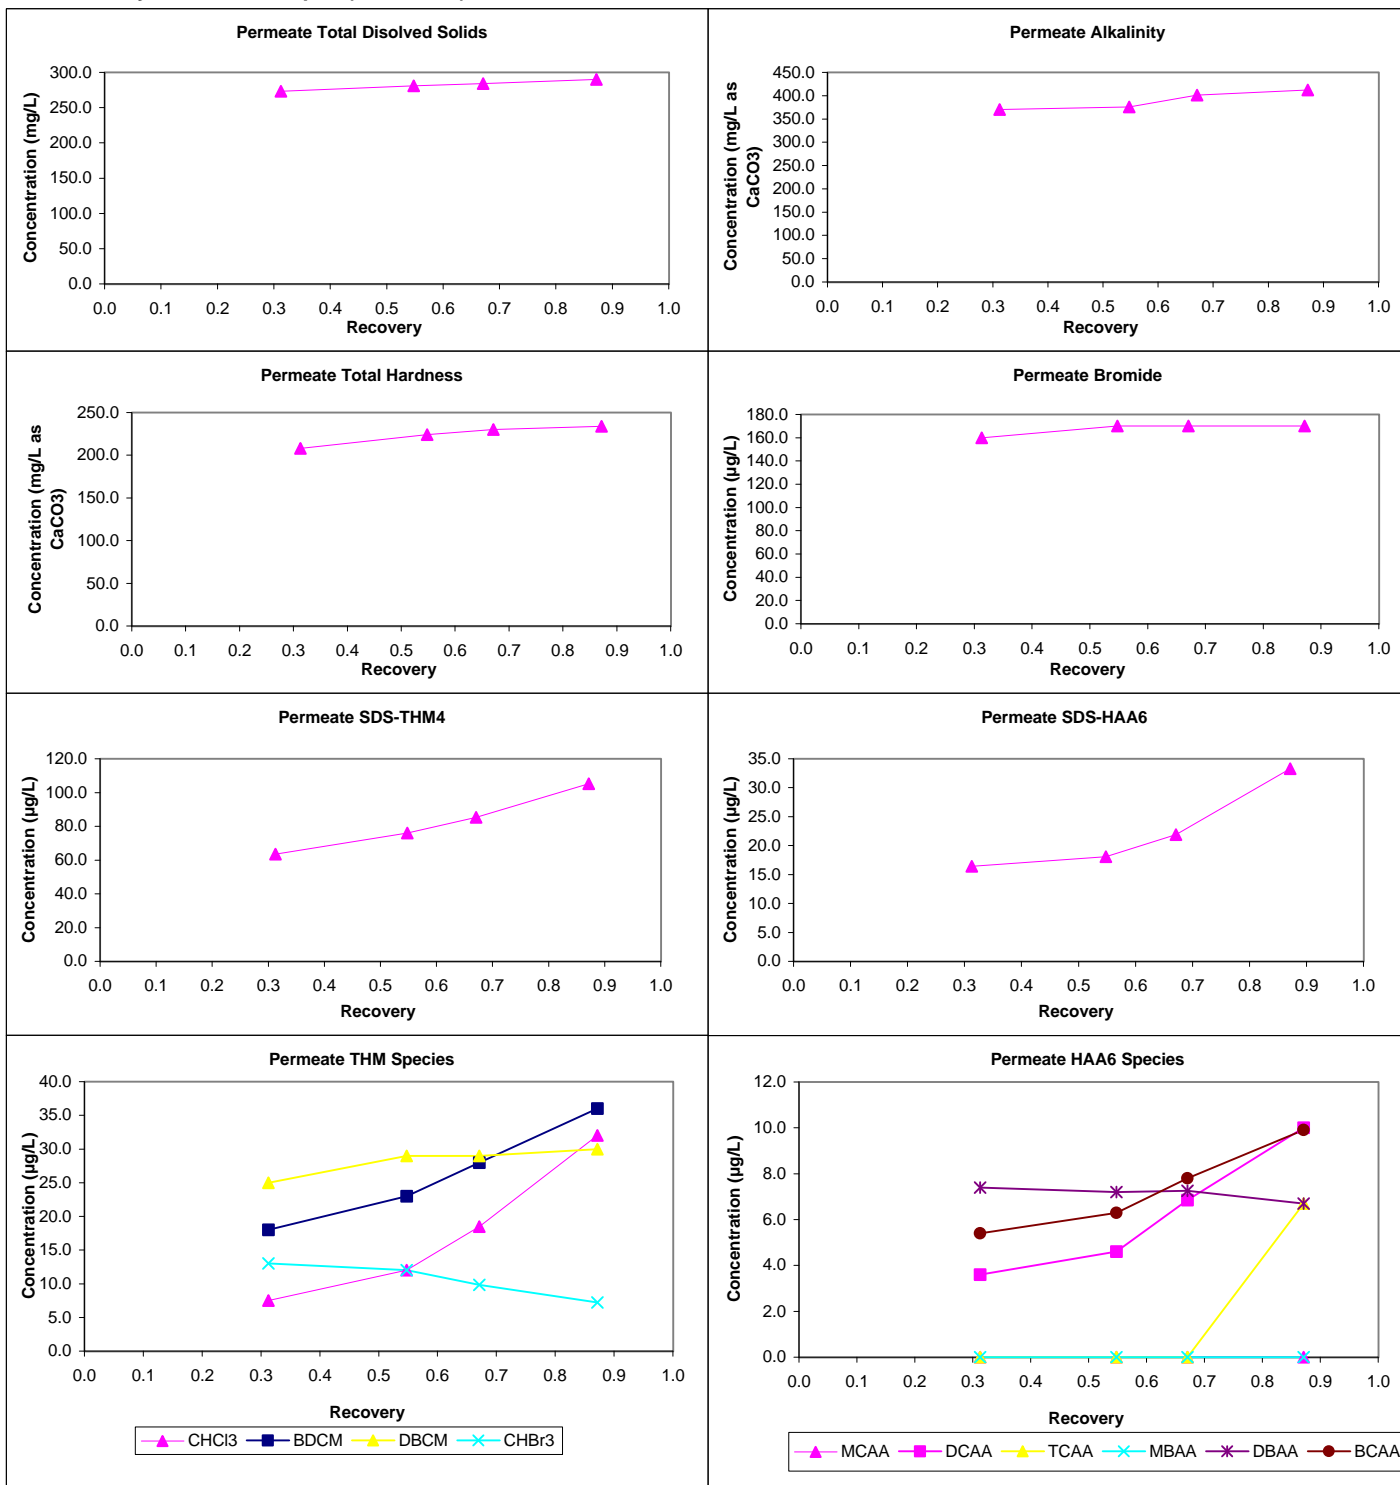 Permeate Total Disolved Solids
Concentration (mg/L)
300.0
250.0
200.0
150.0
100.0
50.0
0.0
0.0 0.1 0.2 0.3 0.4 0.5 0.6 0.7 0.8 0.9 1.0
Recovery
Permeate Alkalinity
Concentration (mg/L as
CaCO3)
450.0
400.0
350.0
300.0
250.0
200.0
150.0
100.0
50.0
0.0
0.0 0.1 0.2 0.3 0.4 0.5 0.6 0.7 0.8 0.9 1.0
Recovery
Permeate Total Hardness
Concentration (mg/L as
CaCO3)
250.0
200.0
150.0
100.0
50.0
0.0
0.0 0.1 0.2 0.3 0.4 0.5 0.6 0.7 0.8 0.9 1.0
Recovery
Permeate Bromide
Concentration (µg/L)
180.0
160.0
140.0
120.0
100.0
80.0
60.0
40.0
20.0
0.0
0.0 0.1 0.2 0.3 0.4 0.5 0.6 0.7 0.8 0.9 1.0
Recovery
Permeate SDS-THM4
Concentration (µg/L)
120.0
100.0
80.0
60.0
40.0
20.0
0.0
0.0 0.1 0.2 0.3 0.4 0.5 0.6 0.7 0.8 0.9 1.0
Recovery
Permeate SDS-HAA6
Concentration (µg/L)
35.0
30.0
25.0
20.0
15.0
10.0
5.0
0.0
0.0 0.1 0.2 0.3 0.4 0.5 0.6 0.7 0.8 0.9 1.0
Recovery
Permeate THM Species
Concentration (µg/L)
40.0
35.0
30.0
25.0
20.0
15.0
10.0
5.0
0.0
0.0 0.1 0.2 0.3 0.4 0.5 0.6 0.7 0.8 0.9 1.0
Recovery
CHCl3 BDCM DBCM CHBr3
Permeate HAA6 Species
Concentration (µg/L)
12.0
10.0
8.0
6.0
4.0
2.0
0.0
0.0 0.1 0.2 0.3 0.4 0.5 0.6 0.7 0.8 0.9 1.0
Recovery
MCAA DCAA TCAA MBAA DBAA BCAA